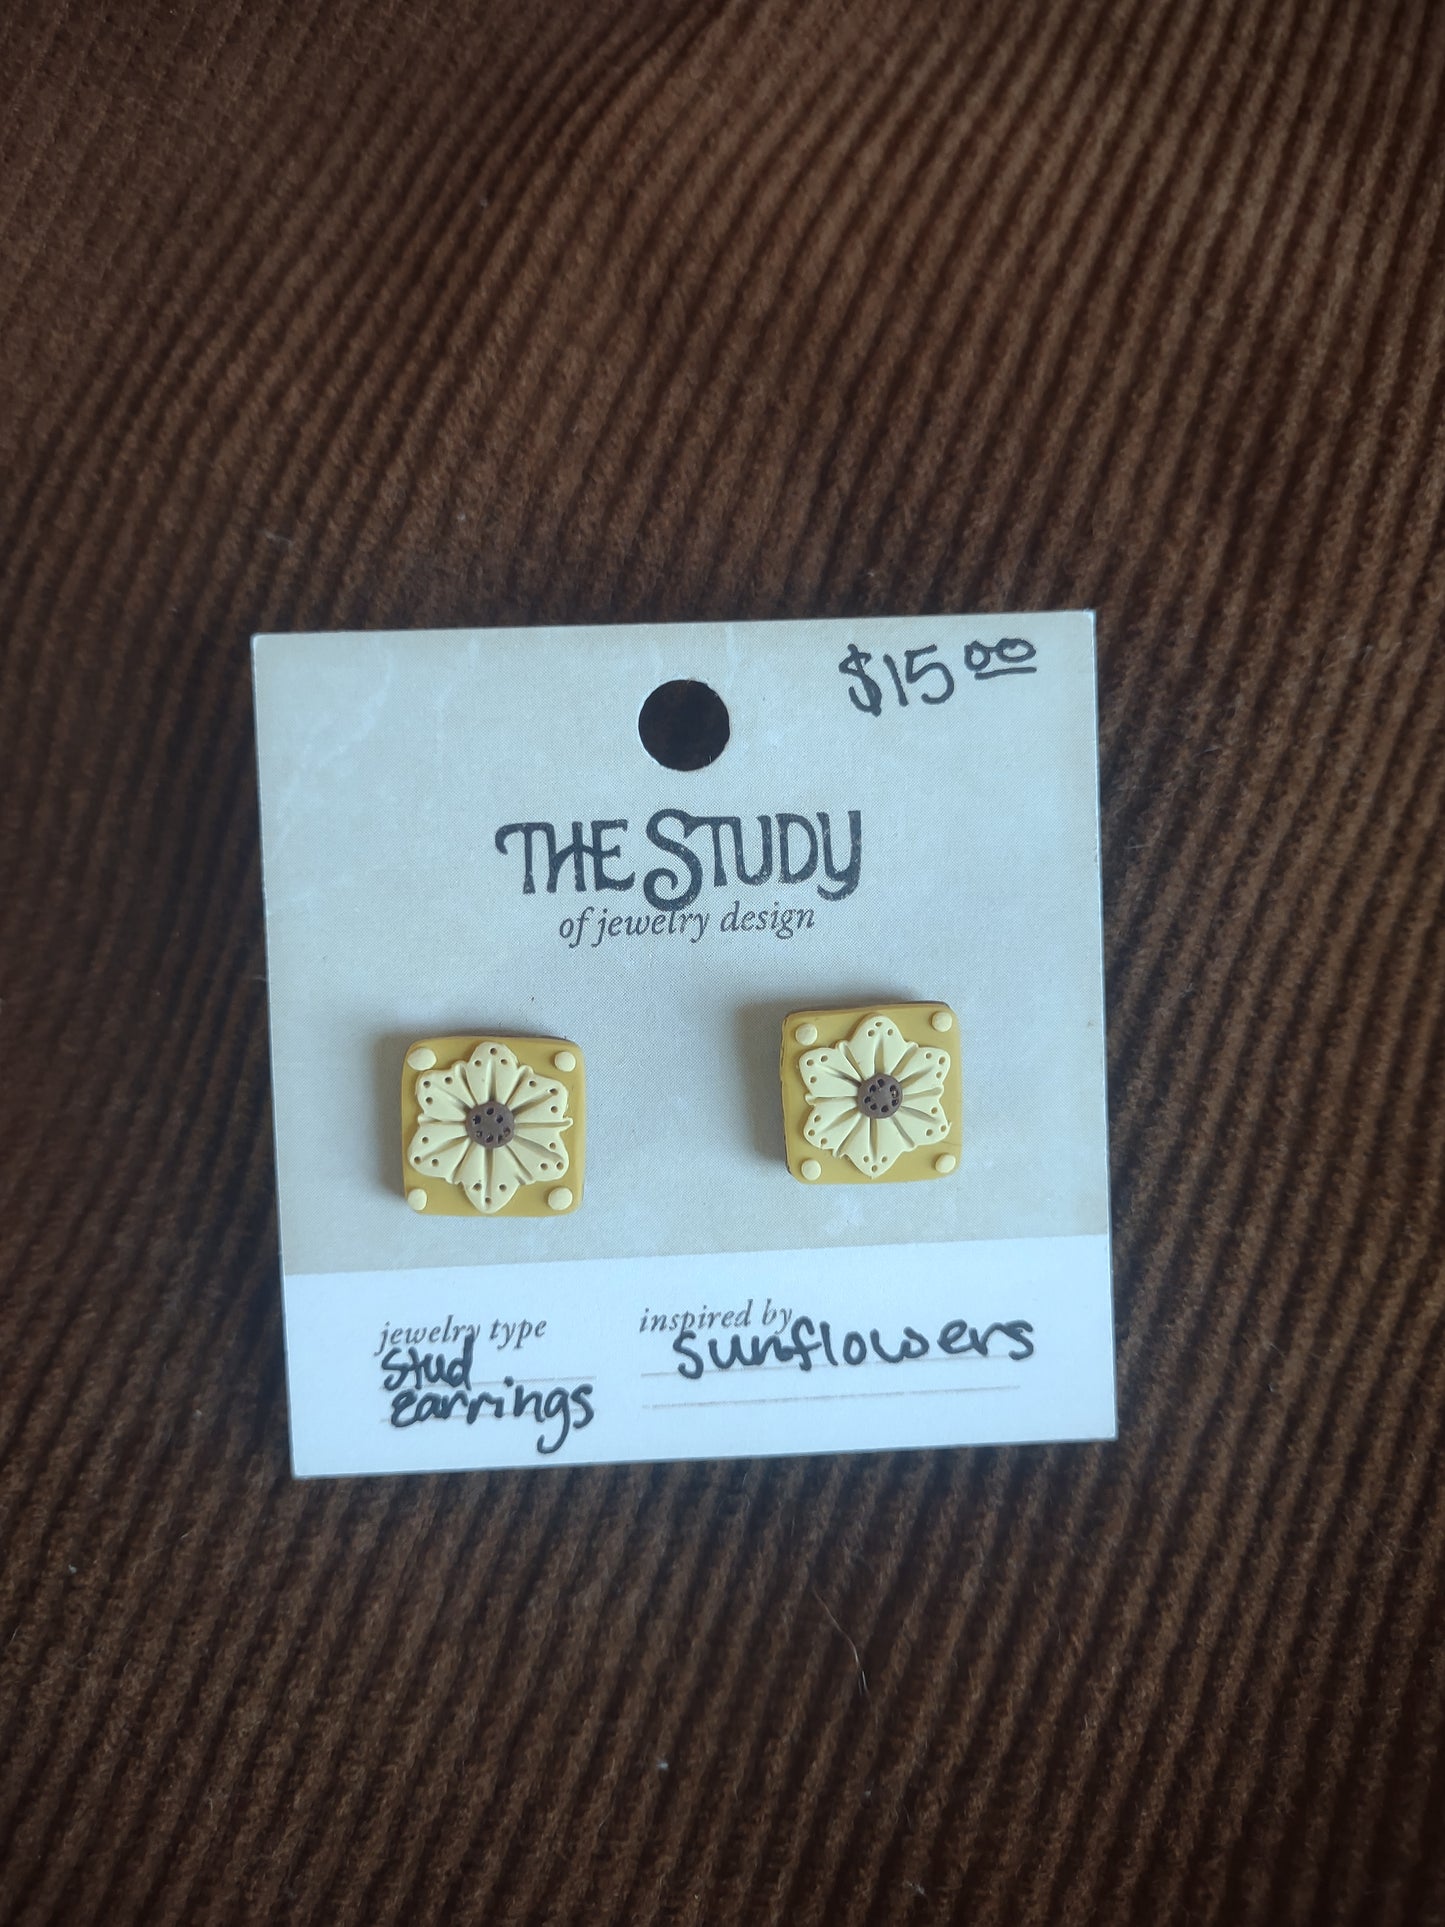 $15 00
THE STUDY
of jewelry design
jewelry type
stud
earrings
inspired by
sunflowers